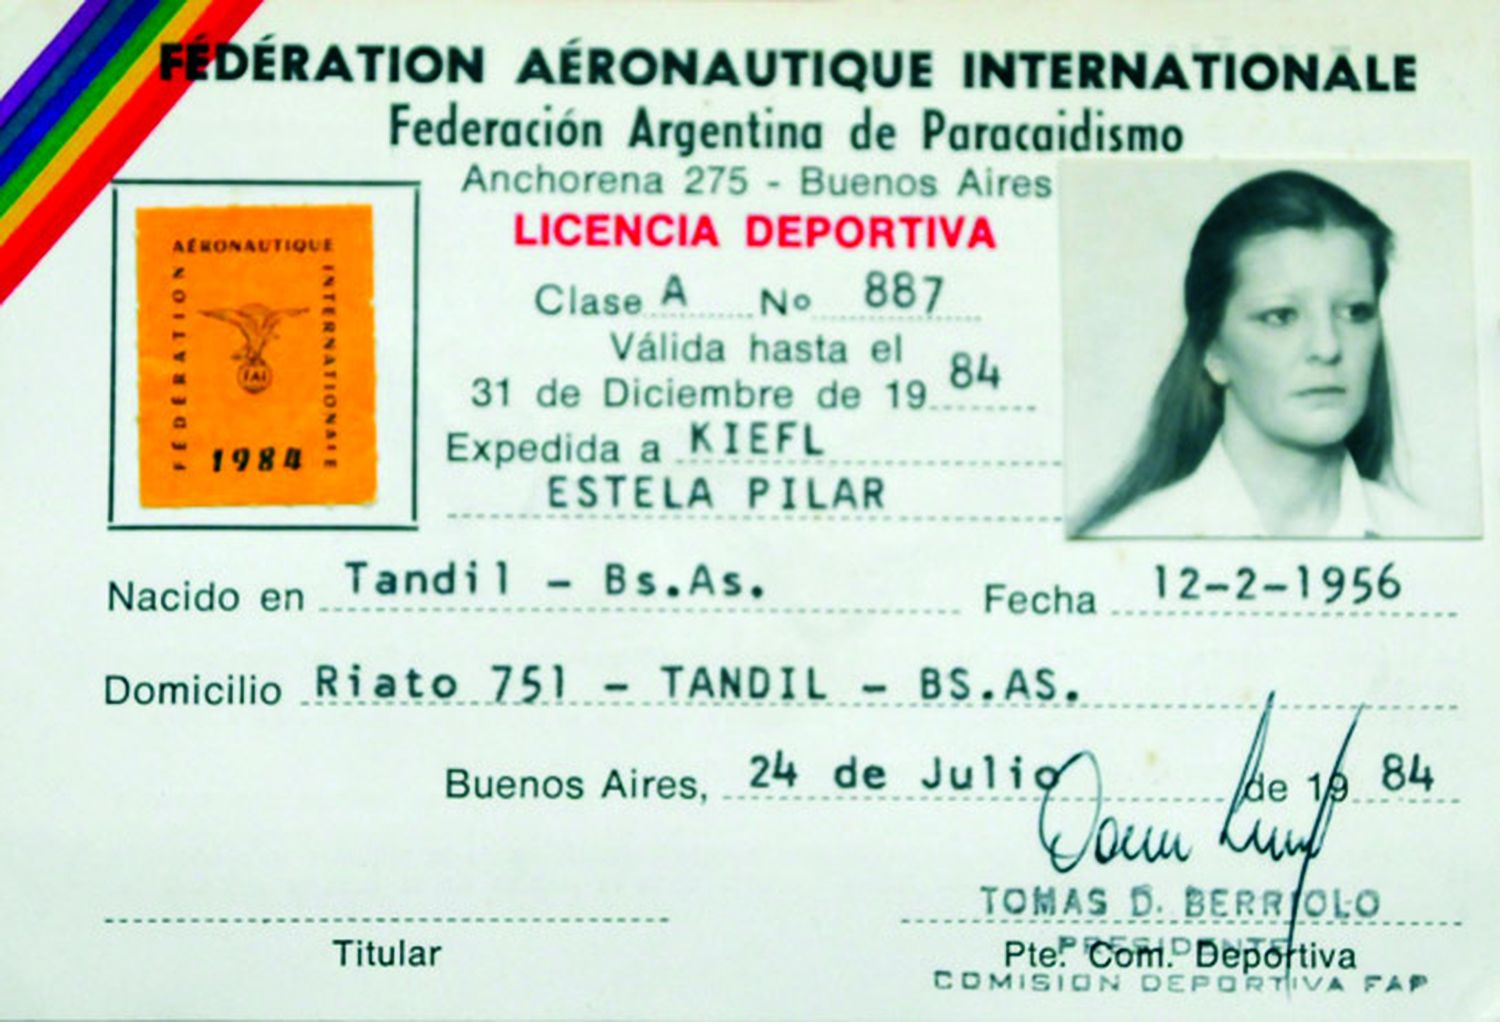 FÉDÉRATION AÉRONAUTIQUE INTERNATIONALE
Federación Argentina de Paracaidismo
Anchorena 275 - Buenos Aires
LICENCIA DEPORTIVA
AÉRONAUTIQUE
FÉDÉRATION
INTERNATIONALE
FAI
1984
Clase A No 887
Válida hasta el
31 de Diciembre de 19 84
Expedida a KIEFL
ESTELA PILAR
Nacido en Tandil - Bs.As. Fecha 12-2-1956
Domicilio Riato 751 - TANDIL - BS.AS.
Buenos Aires, 24 de Julio de 19 84
TOMAS D. BERRIOLO
PRESIDENTE
Titular Pte. Com. Deportiva
COMISION DEPORTIVA FAP